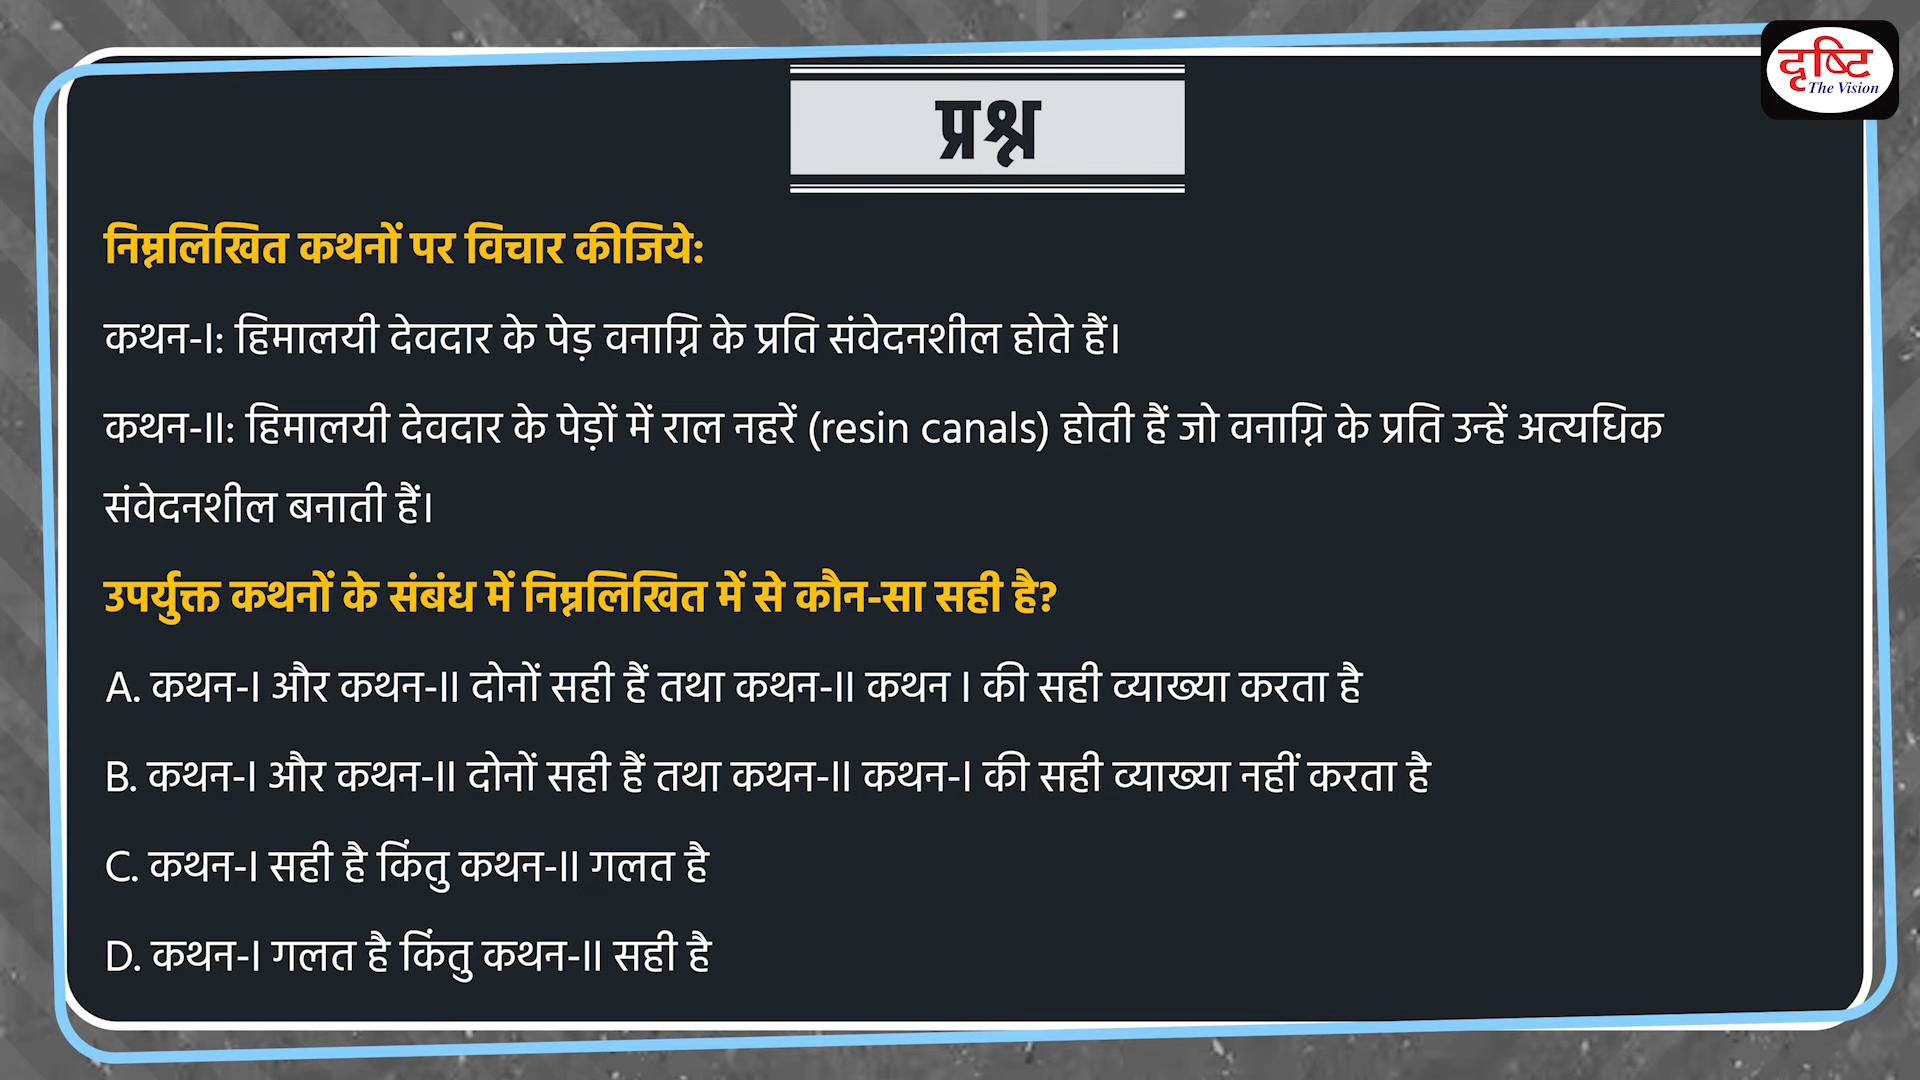 दृष्टि
The Vision
प्रश्न
निम्नलिखित कथनों पर विचार कीजिये:
कथन-I: हिमालयी देवदार के पेड़ वनाग्नि के प्रति संवेदनशील होते हैं।
कथन-II: हिमालयी देवदार के पेड़ों में राल नहरें (resin canals) होती हैं जो वनाग्नि के प्रति उन्हें अत्यधिक
संवेदनशील बनाती हैं।
उपर्युक्त कथनों के संबंध में निम्नलिखित में से कौन-सा सही है?
A. कथन-I और कथन-II दोनों सही हैं तथा कथन-II कथन I की सही व्याख्या करता है
B. कथन-I और कथन-II दोनों सही हैं तथा कथन-II कथन-I की सही व्याख्या नहीं करता है
C. कथन-I सही है किंतु कथन-II गलत है
D. कथन-I गलत है किंतु कथन-II सही है